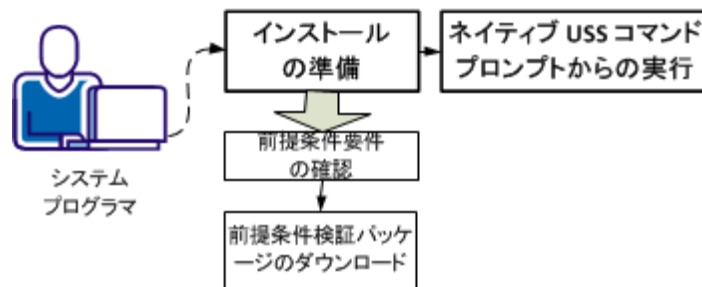 インストール
の準備
ネイティブ USS コマンド
プロンプトからの実行
前提条件要件
の確認
前提条件検証パッケ
ージのダウンロード
システム
プログラマ